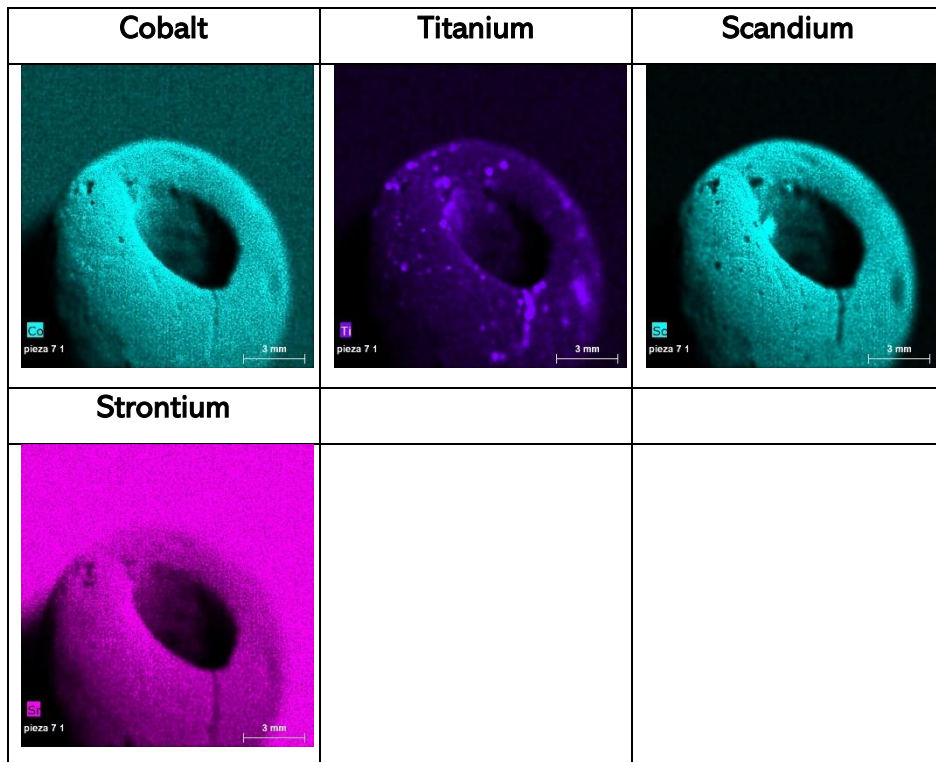 Cobalt
Titanium
Scandium
Co
pieza 7 1
3 mm
Ti
pieza 7 1
3 mm
Sc
pieza 7 1
3 mm
Strontium
Sr
pieza 7 1
3 mm